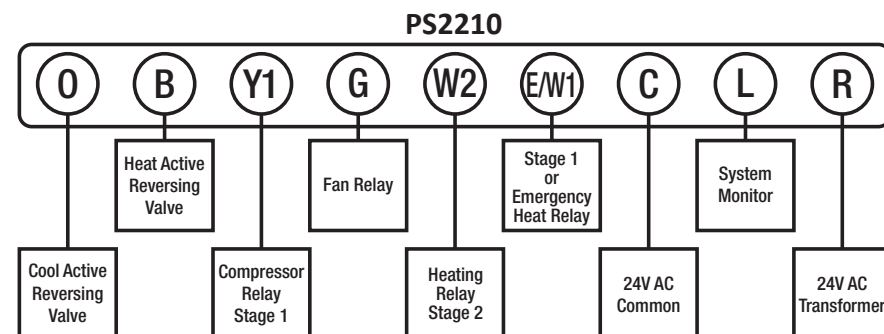 PS2210
O B Y1 G W2 E/W1 C L R
Heat Active
Reversing
Valve
Fan Relay
Stage 1
or
Emergency
Heat Relay
System
Monitor
Cool Active
Reversing
Valve
Compressor
Relay
Stage 1
Heating
Relay
Stage 2
24V AC
Common
24V AC
Transformer